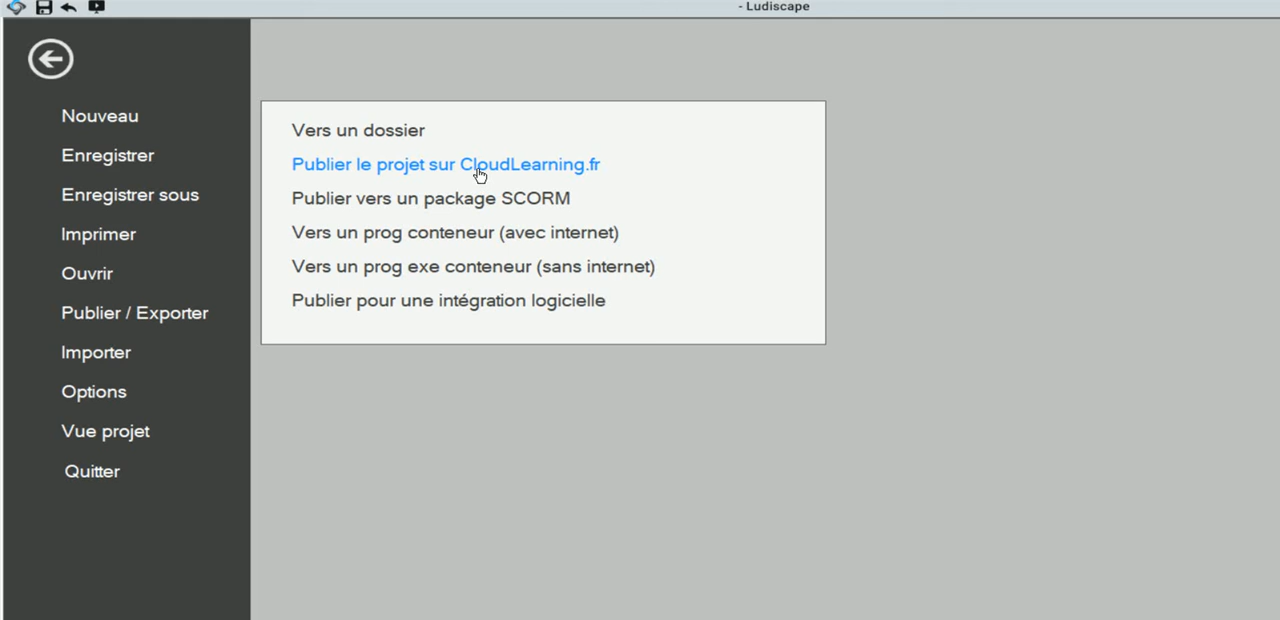 - Ludiscape
Nouveau
Enregistrer
Enregistrer sous
Imprimer
Ouvrir
Publier / Exporter
Importer
Options
Vue projet
Quitter
Vers un dossier
Publier le projet sur CloudLearning.fr
Publier vers un package SCORM
Vers un prog conteneur (avec internet)
Vers un prog exe conteneur (sans internet)
Publier pour une intégration logicielle